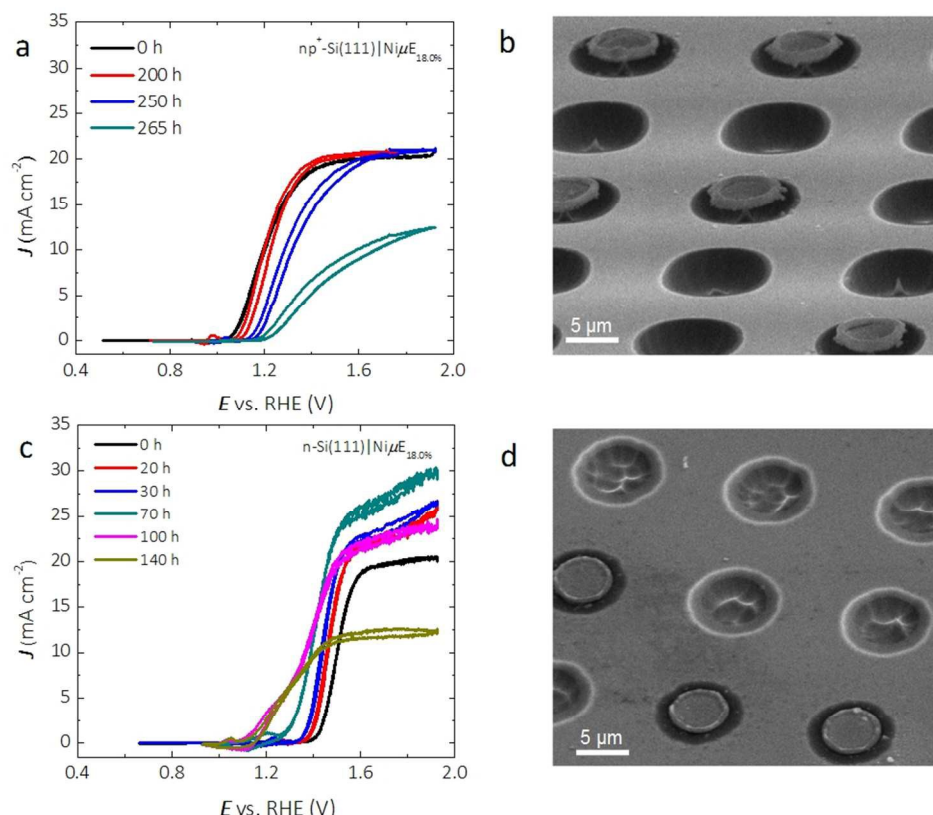 a
np⁺-Si(111)|NiμE18.0%
0 h
200 h
250 h
265 h
J (mA cm⁻²)
35
30
25
20
15
10
5
0
0.4 0.8 1.2 1.6 2.0
E vs. RHE (V)
b
5 μm
c
n-Si(111)|NiμE18.0%
0 h
20 h
30 h
70 h
100 h
140 h
J (mA cm⁻²)
35
30
25
20
15
10
5
0
0.4 0.8 1.2 1.6 2.0
E vs. RHE (V)
d
5 μm